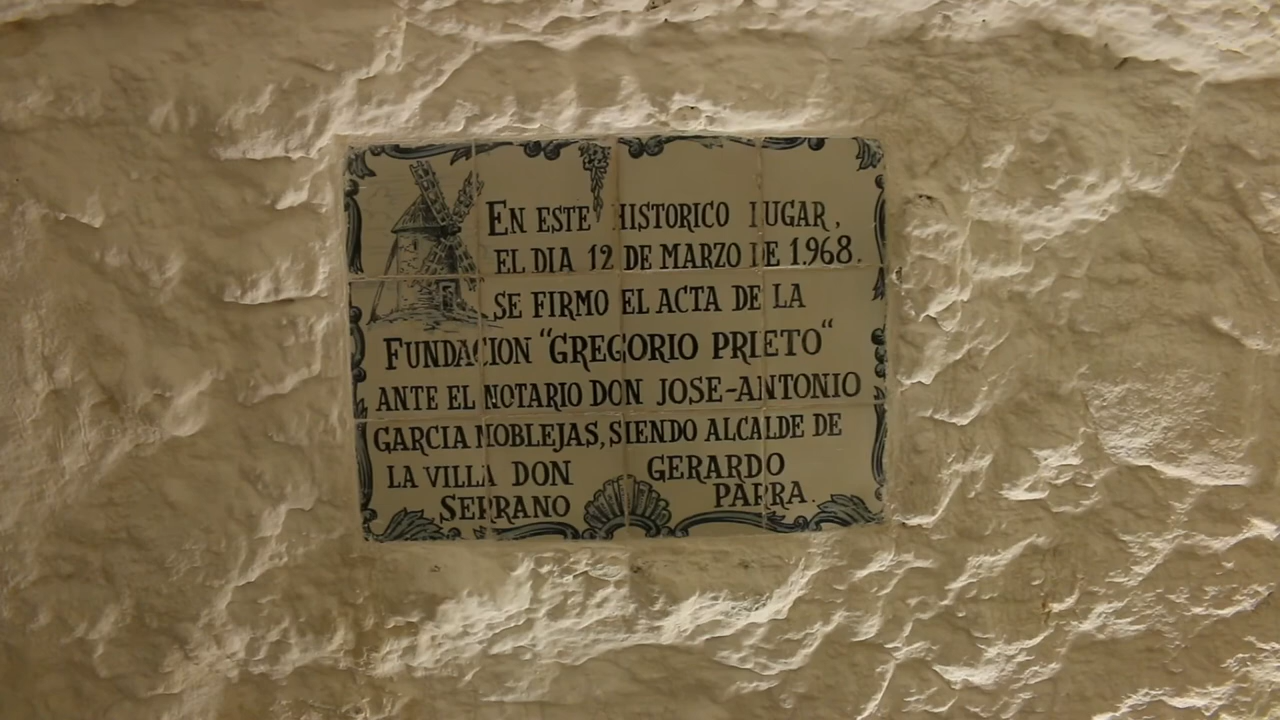 EN ESTE HISTORICO LUGAR,
EL DIA 12 DE MARZO DE 1.968.
SE FIRMO EL ACTA DE LA
FUNDACION "GREGORIO PRIETO"
ANTE EL NOTARIO DON JOSE-ANTONIO
GARCIA NOBLEJAS, SIENDO ALCALDE DE
LA VILLA DON GERARDO
SERRANO PARRA.